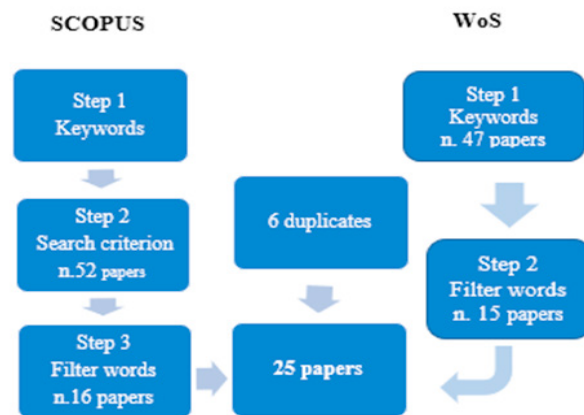 SCOPUS
Step 1
Keywords
Step 2
Search criterion
n.52 papers
Step 3
Filter words
n.16 papers
6 duplicates
25 papers
WoS
Step 1
Keywords
n. 47 papers
Step 2
Filter words
n. 15 papers